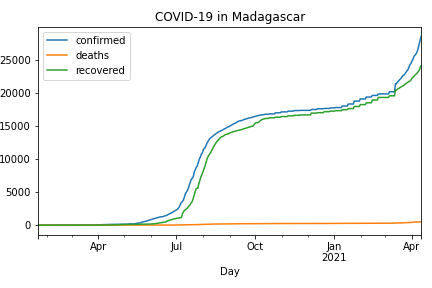 COVID-19 in Madagascar
confirmed
deaths
recovered
25000
20000
15000
10000
5000
0
Apr
Jul
Oct
Jan
2021
Apr
Day